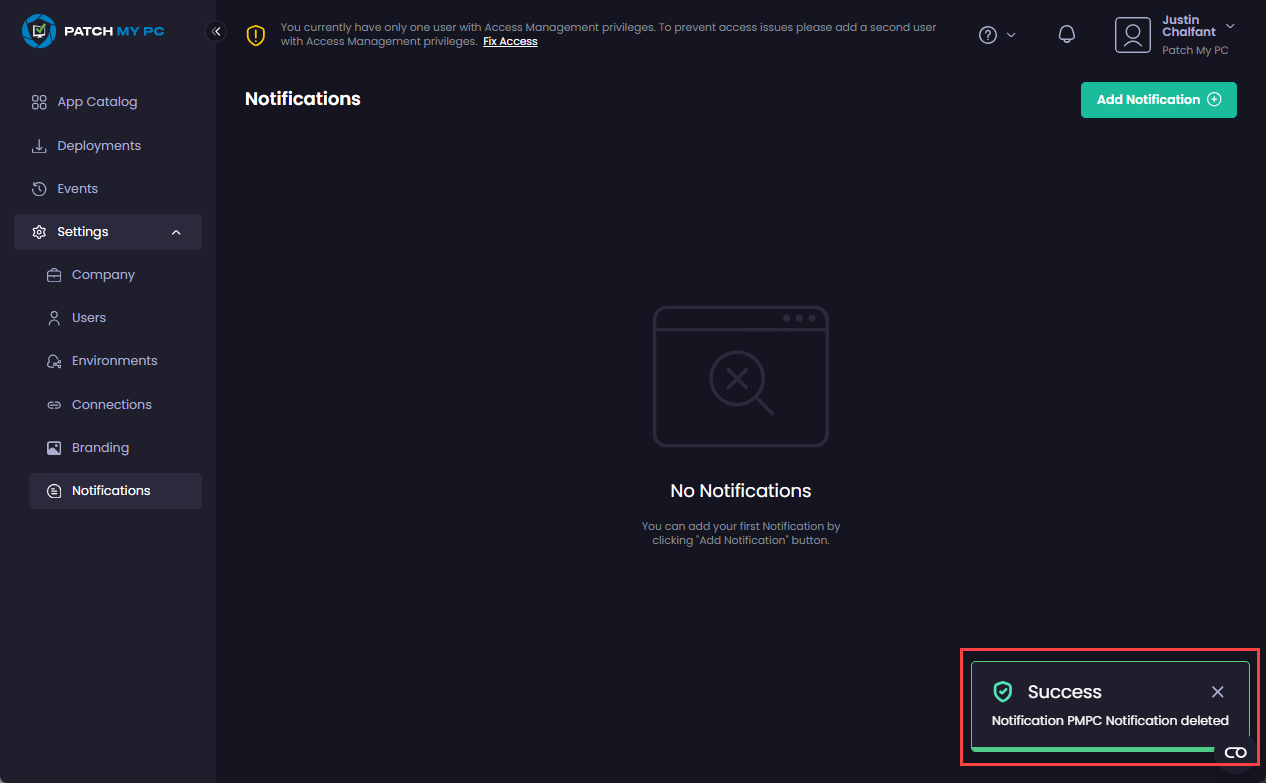 PATCH MY PC
You currently have only one user with Access Management privileges. To prevent access issues please add a second user
with Access Management privileges. Fix Access
Justin
Chalfant
Patch My PC
App Catalog
Deployments
Events
Settings
Company
Users
Environments
Connections
Branding
Notifications
Notifications
Add Notification
No Notifications
You can add your first Notification by
clicking "Add Notification" button.
Success
Notification PMPC Notification deleted